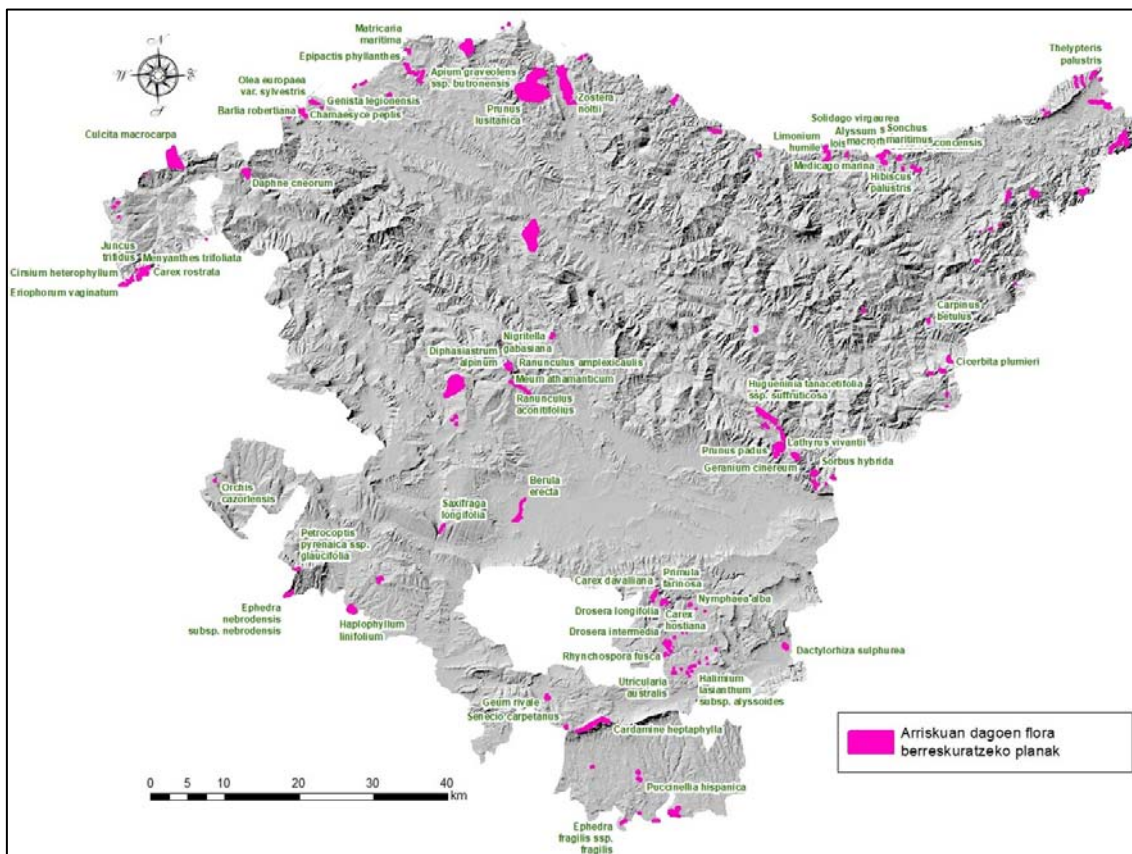 Matricaria
maritima
Epipactis phyllanthes
Apium graveolens
ssp. butronensis
Olea europaea
var. sylvestris
Genista legionensis
Barlia robertiana
Chamaesyce peplis
Prunus
lusitanica
Zostera
noltii
Thelypteris
palustris
Culcita macrocarpa
Daphne cneorum
Solidago virgaurea
Limonium
humile
Alyssum
lois
macrorh
Sonchus
maritimus
Medicago marina
Hibiscus
palustris
N
W
E
S
Juncus
trifidus
Menyanthes trifoliata
Cirsium heterophyllum
Carex rostrata
Eriophorum vaginatum
Carpinus
betulus
Nigritella
gabasiana
Diphasiastrum
alpinum
Ranunculus amplexicaulis
Meum athamanticum
Ranunculus
aconitifolius
Cicerbita plumieri
Hugueninia tanacetifolia
ssp. suffruticosa
Lathyrus vivantii
Prunus padus
Geranium cinereum
Sorbus hybrida
Orchis
cazorlensis
Berula
erecta
Saxifraga
longifolia
Petrocoptis
pyrenaica ssp.
glaucifolia
Ephedra
nebrodensis
subsp. nebrodensis
Haplophyllum
linifolium
Carex davalliana
Primula
farinosa
Nymphaea alba
Drosera longifolia
Carex
hostiana
Drosera intermedia
Rhynchospora fusca
Dactylorhiza sulphurea
Utricularia
australis
Halimium
lasianthum
subsp. alyssoides
Geum rivale
Senecio carpetanus
Cardamine heptaphylla
Puccinellia hispanica
Ephedra
fragilis ssp.
fragilis
Arriskuan dagoen flora
berreskuratzeko planak
0 5 10 20 30 40
km